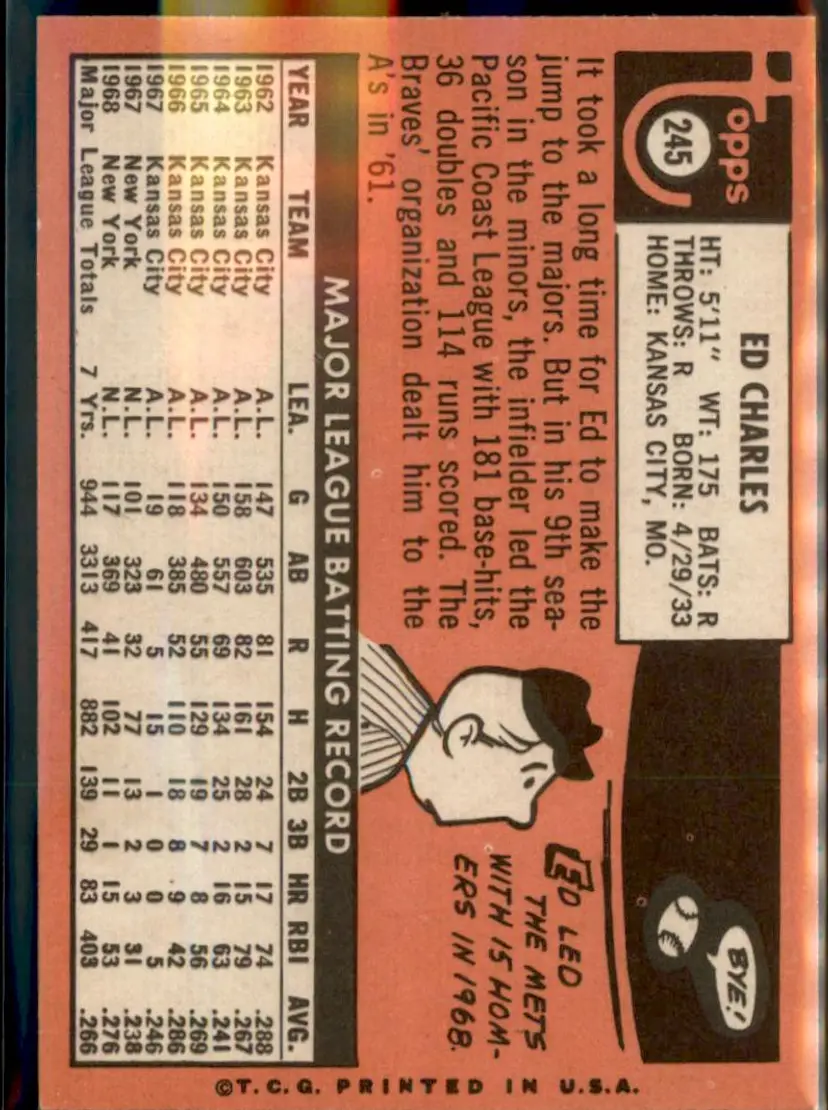 Topps
245
ED CHARLES
HT: 5'11" WT: 175 BATS: R
THROWS: R BORN: 4/29/33
HOME: KANSAS CITY, MO.
It took a long time for Ed to make the
jump to the majors. But in his 9th sea-
son in the minors, the infielder led the
Pacific Coast League with 181 base-hits,
36 doubles and 114 runs scored. The
Braves' organization dealt him to the
A's in '61.
BYE!
ED LED
THE METS
WITH 15 HOM-
ERS IN 1968.
MAJOR LEAGUE BATTING RECORD
YEAR TEAM LEA. G AB R H 2B 3B HR RBI AVG.
1962 Kansas City A.L. 147 535 81 154 24 7 17 74 .288
1963 Kansas City A.L. 158 603 82 161 28 2 15 79 .267
1964 Kansas City A.L. 150 557 69 134 25 2 16 63 .241
1965 Kansas City A.L. 134 480 55 129 19 7 8 56 .269
1966 Kansas City A.L. 118 385 52 110 18 8 9 42 .286
1967 Kansas City A.L. 19 61 5 15 1 0 0 5 .246
1967 New York N.L. 101 323 32 77 13 2 3 31 .238
1968 New York N.L. 117 369 41 102 11 1 15 53 .276
Major League Totals 7 Yrs. 944 3313 417 882 139 29 83 403 .266
©T.C.G. PRINTED IN U.S.A.